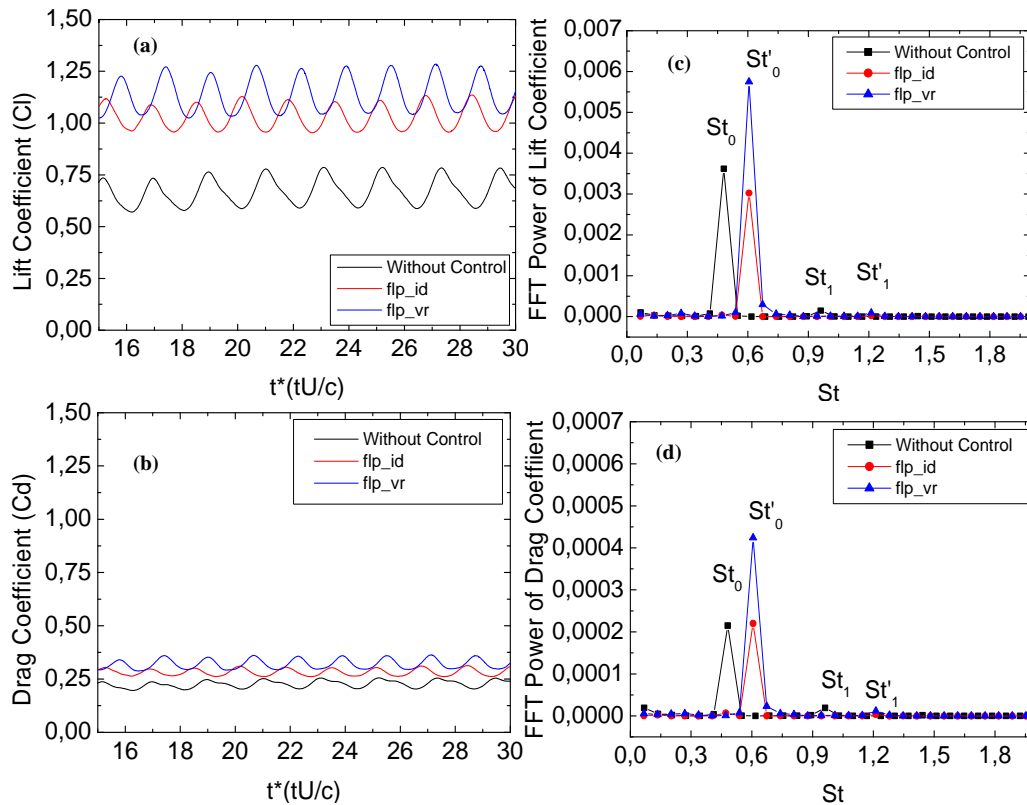 (a)
1,50
1,25
1,00
0,75
0,50
0,25
0,00
Lift Coefficient (Cl)
Without Control
flp_id
flp_vr
16 18 20 22 24 26 28 30
t*(tU/c)
(c)
0,007
0,006
0,005
0,004
0,003
0,002
0,001
0,000
FFT Power of Lift Coefficient
Without Control
flp_id
flp_vr
St'0
St0
St1
St'1
0,0 0,3 0,6 0,9 1,2 1,5 1,8
St
(b)
1,50
1,25
1,00
0,75
0,50
0,25
0,00
Drag Coefficient (Cd)
Without Control
flp_id
flp_vr
16 18 20 22 24 26 28 30
t*(tU/c)
(d)
0,0007
0,0006
0,0005
0,0004
0,0003
0,0002
0,0001
0,0000
FFT Power of Drag Coeffiient
Without Control
flp_id
flp_vr
St'0
St0
St1
St'1
0,0 0,3 0,6 0,9 1,2 1,5 1,8
St